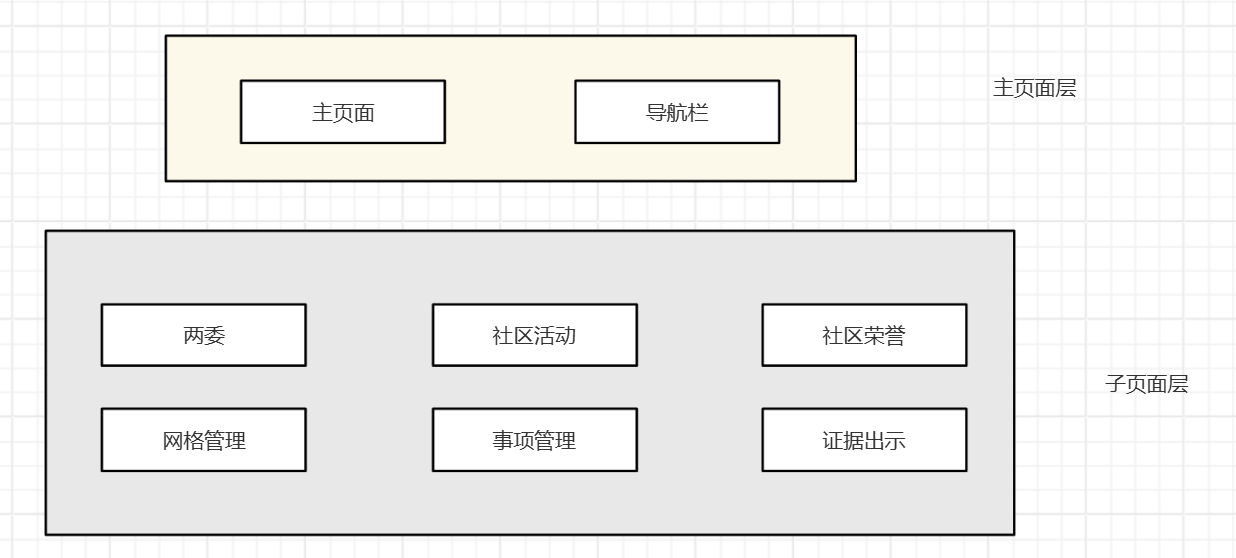 主页面
导航栏
主页面层
两委
社区活动
社区荣誉
网格管理
事项管理
证据出示
子页面层